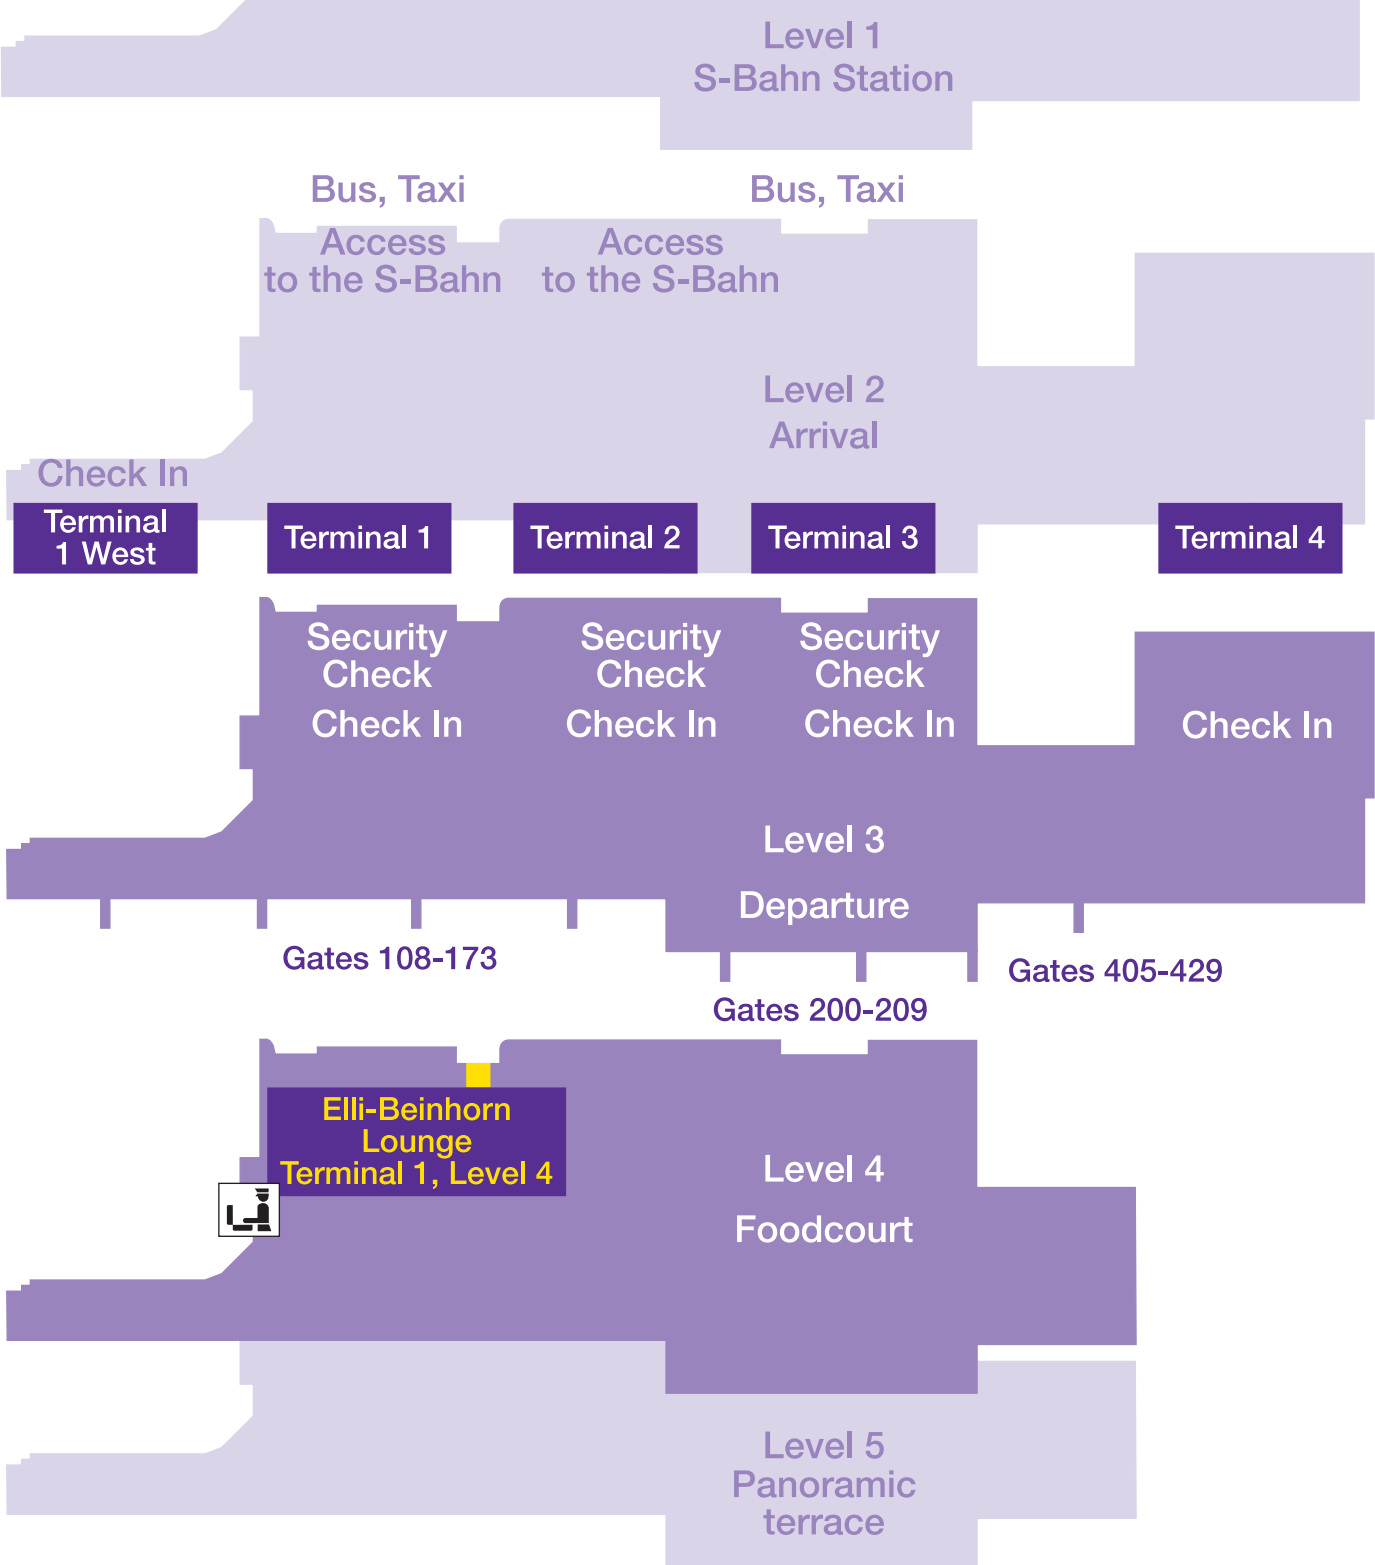 Level 1
S-Bahn Station
Bus, Taxi
Bus, Taxi
Access
to the S-Bahn
Access
to the S-Bahn
Level 2
Arrival
Check In
Terminal
1 West
Terminal 1
Terminal 2
Terminal 3
Terminal 4
Security
Check
Check In
Security
Check
Check In
Security
Check
Check In
Check In
Level 3
Departure
Gates 108-173
Gates 405-429
Gates 200-209
Elli-Beinhorn
Lounge
Terminal 1, Level 4
Level 4
Foodcourt
Level 5
Panoramic
terrace